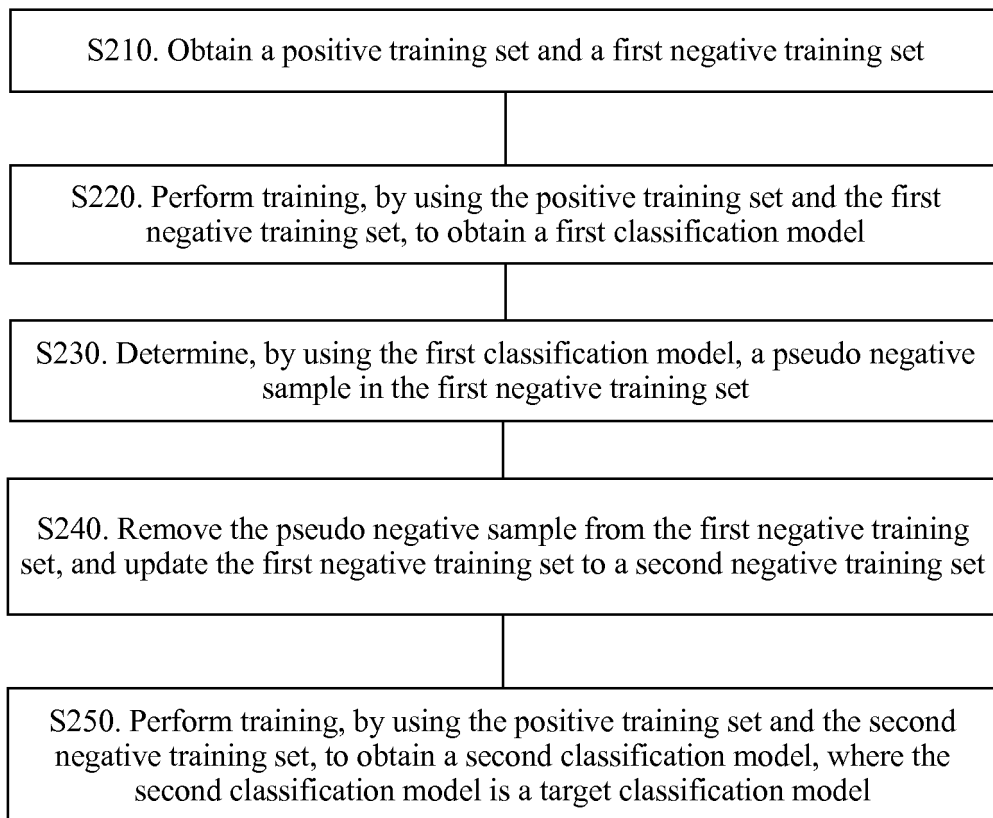 S210. Obtain a positive training set and a first negative training set
S220. Perform training, by using the positive training set and the first
negative training set, to obtain a first classification model
S230. Determine, by using the first classification model, a pseudo negative
sample in the first negative training set
S240. Remove the pseudo negative sample from the first negative training
set, and update the first negative training set to a second negative training set
S250. Perform training, by using the positive training set and the second
negative training set, to obtain a second classification model, where the
second classification model is a target classification model